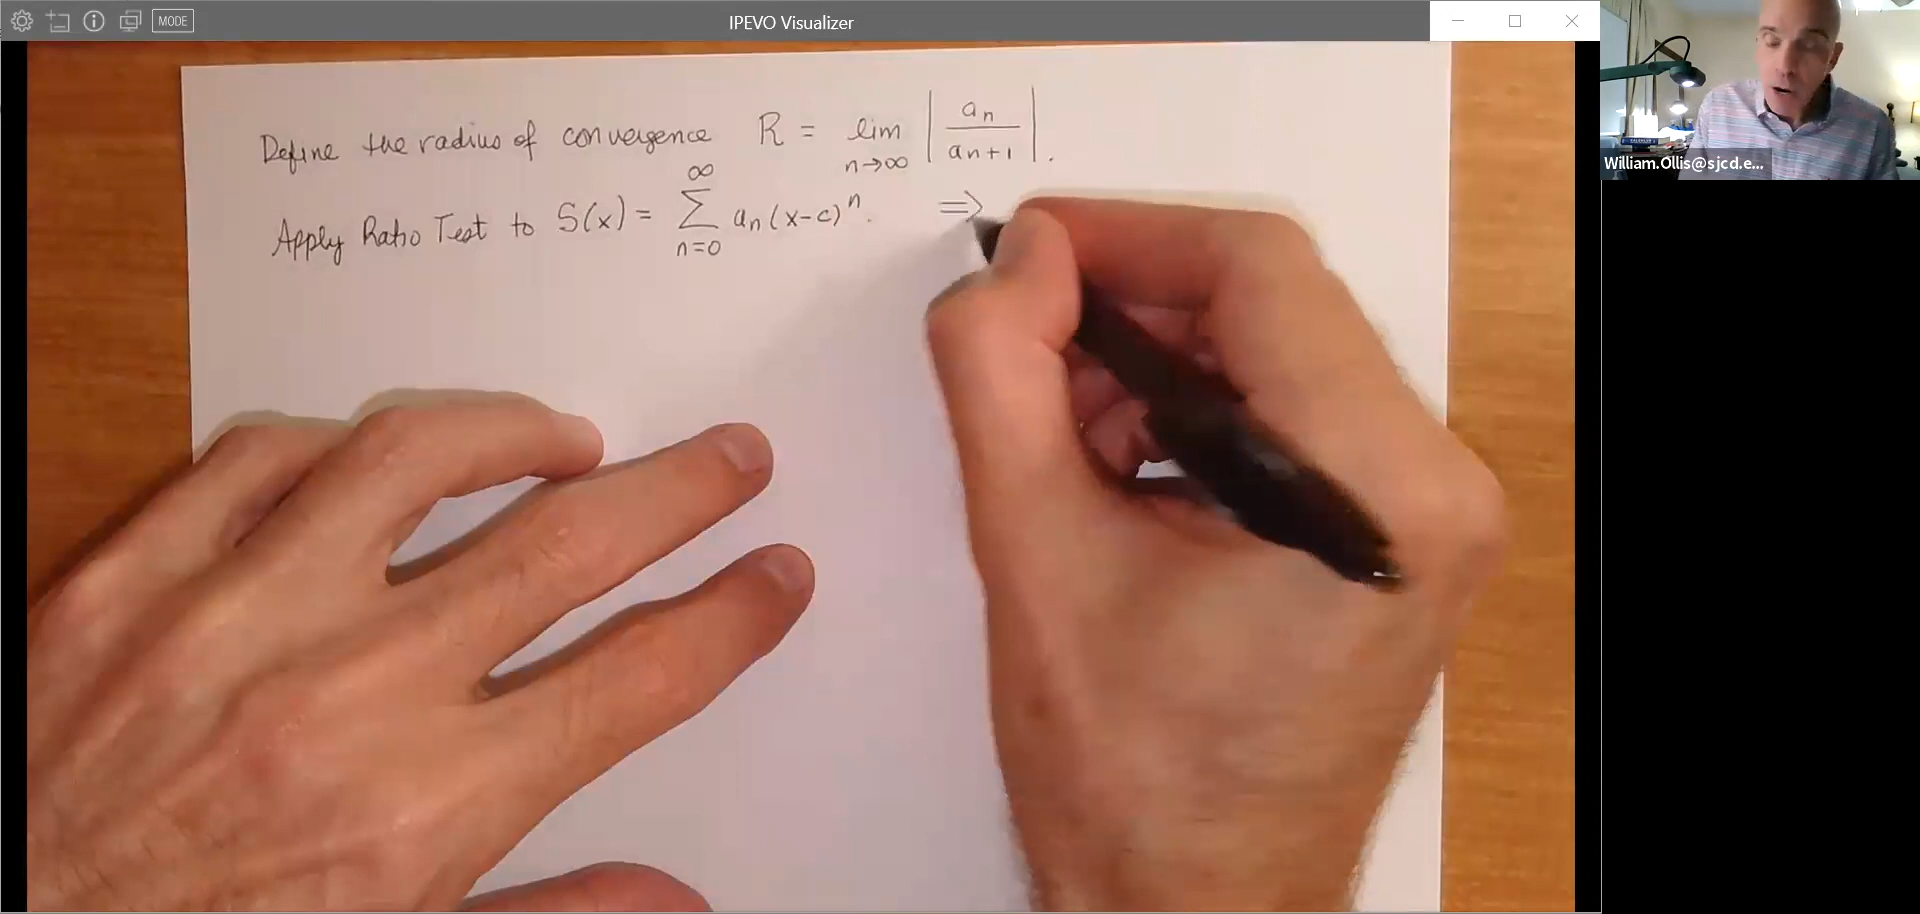 MODE
IPEVO Visualizer
Define the radius of convergence R = lim n→∞ | an / an+1 | .
Apply Ratio Test to S(x) = ∞ ∑ n=0 an (x-c)^n. ⇒
William.Ollis@sjcd.e...